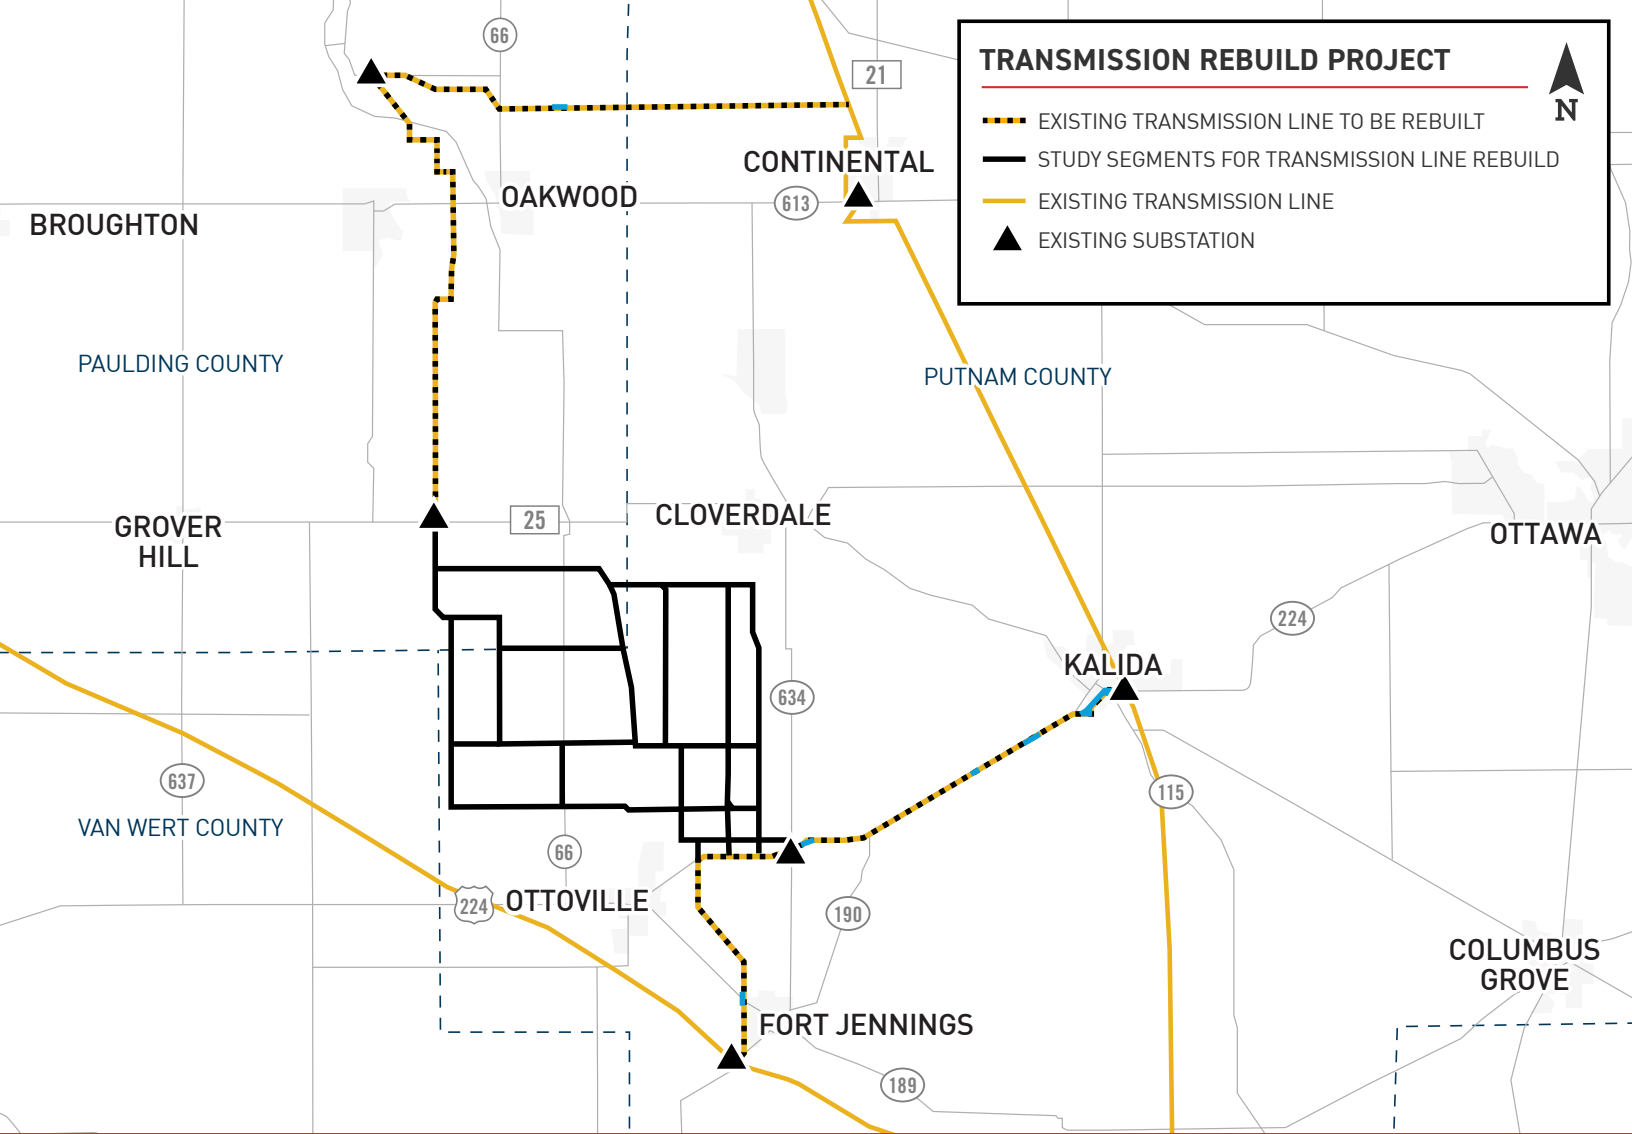 66
21
TRANSMISSION REBUILD PROJECT
N
EXISTING TRANSMISSION LINE TO BE REBUILT
STUDY SEGMENTS FOR TRANSMISSION LINE REBUILD
EXISTING TRANSMISSION LINE
EXISTING SUBSTATION
CONTINENTAL
OAKWOOD
613
BROUGHTON
PAULDING COUNTY
PUTNAM COUNTY
GROVER
HILL
25
CLOVERDALE
OTTAWA
224
KALIDA
634
637
115
VAN WERT COUNTY
66
224
OTTOVILLE
190
COLUMBUS
GROVE
FORT JENNINGS
189